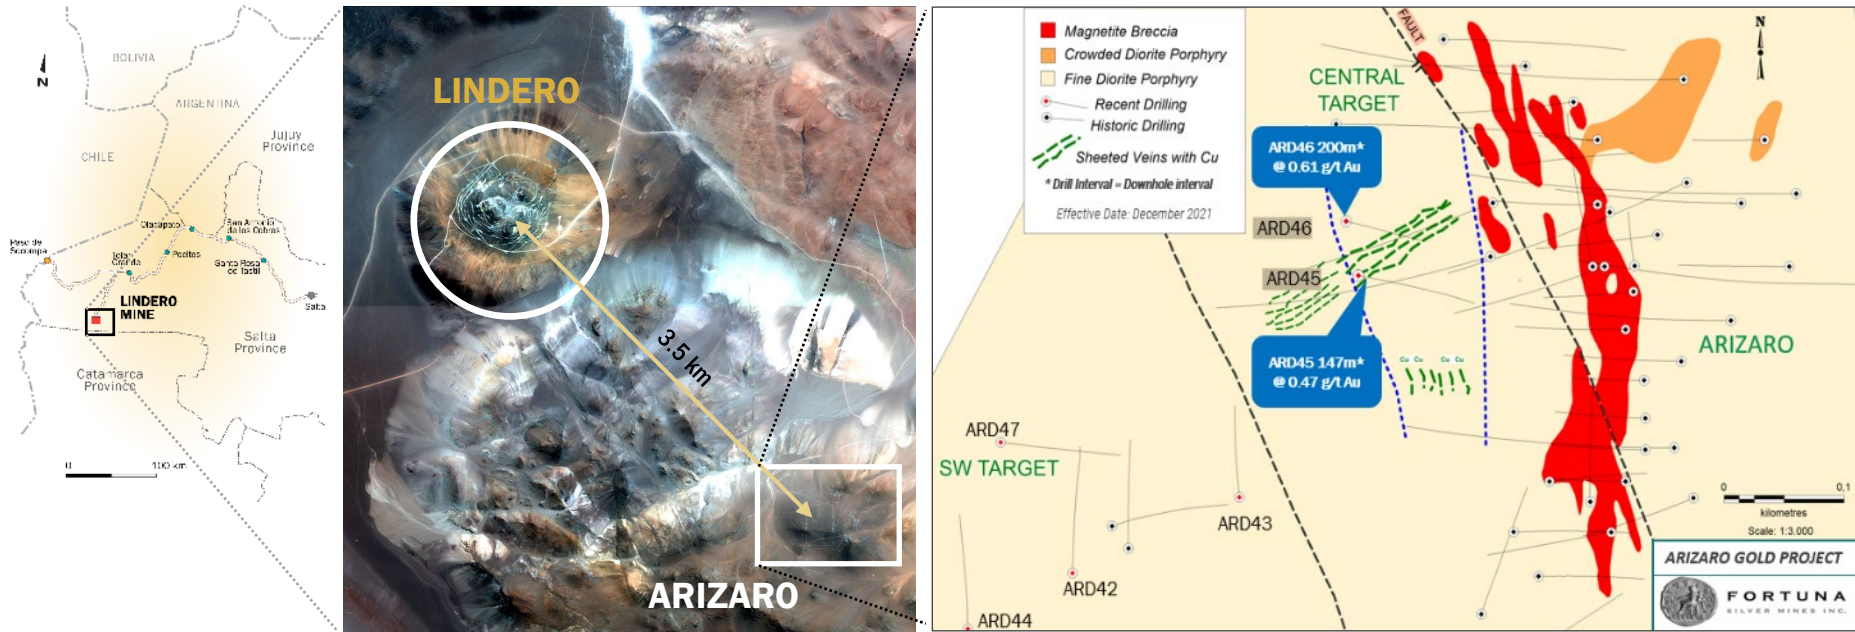 BOLIVIA
N
ARGENTINA
Jujuy
Province
CHILE
Olacapato
San Antonio
de los Cobres
Paso de
Socompa
Tolar
Grande
Pocitos
Santa Rosa
de Tastil
LINDERO
MINE
Salta
Salta
Province
Catamarca
Province
0 100 km
LINDERO
3.5 km
ARIZARO
Magnetite Breccia
Crowded Diorite Porphyry
Fine Diorite Porphyry
Recent Drilling
Historic Drilling
Sheeted Veins with Cu
* Drill Interval = Downhole interval
Effective Date: December 2021
FAULT
N
CENTRAL
TARGET
ARD46 200m*
@ 0.61 g/t Au
ARD46
ARD45
ARD45 147m*
@ 0.47 g/t Au
Cu Cu Cu Cu
ARIZARO
ARD47
SW TARGET
ARD43
ARD42
ARD44
0 0,1
kilometres
Scale: 1:3.000
ARIZARO GOLD PROJECT
FORTUNA
SILVER MINES INC.